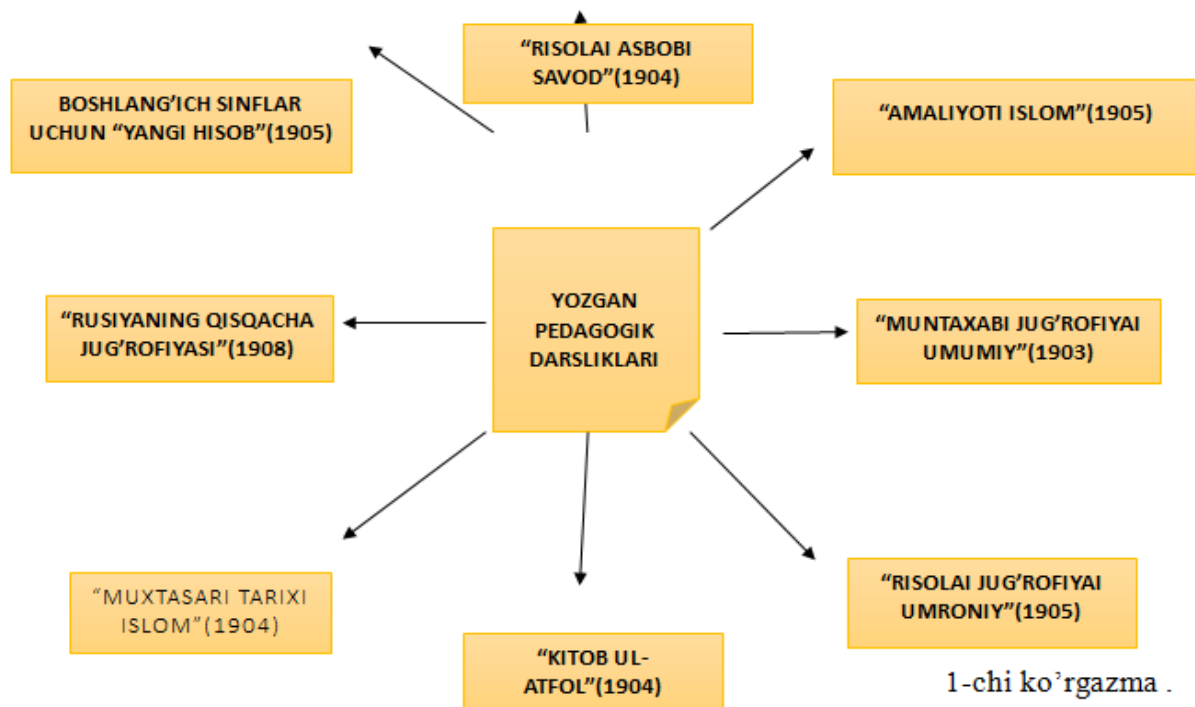 “RISOLAI ASBOBI
SAVOD”(1904)
BOSHLANG’ICH SINFLAR
UCHUN “YANGI HISOB”(1905)
“AMALIYOTI ISLOM”(1905)
YOZGAN
PEDAGOGIK
DARSLIKLARI
“RUSIYANING QISQACHA
JUG’ROFIYASI”(1908)
“MUNTAXABI JUG’ROFIYAI
UMUMIY”(1903)
“MUXTASARI TARIXI
ISLOM”(1904)
“KITOB UL-
ATFOL”(1904)
“RISOLAI JUG’ROFIYAI
UMRONIY”(1905)
1-chi ko’rgazma .